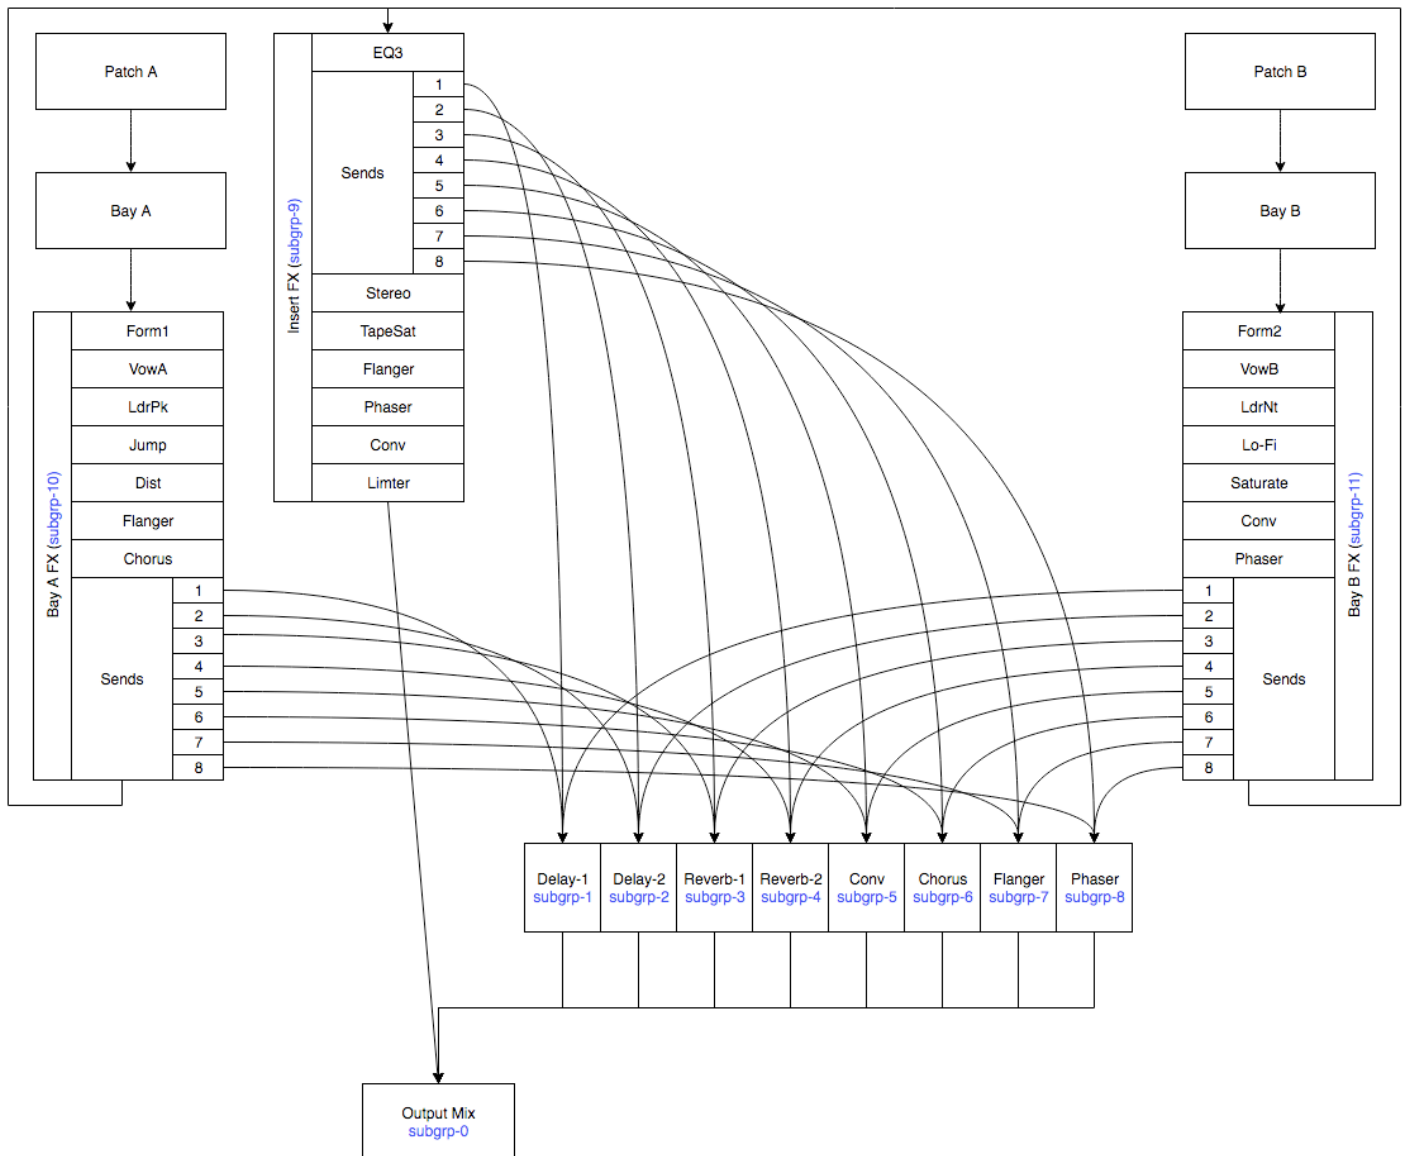 Patch A
Bay A
Bay A FX (subgrp-10)
Form1
VowA
LdrPk
Jump
Dist
Flanger
Chorus
Sends
1
2
3
4
5
6
7
8
Insert FX (subgrp-9)
EQ3
Sends
1
2
3
4
5
6
7
8
Stereo
TapeSat
Flanger
Phaser
Conv
Limter
Patch B
Bay B
Form2
VowB
LdrNt
Lo-Fi
Saturate
Conv
Phaser
1
2
3
4
5
6
7
8
Sends
Bay B FX (subgrp-11)
Delay-1
subgrp-1
Delay-2
subgrp-2
Reverb-1
subgrp-3
Reverb-2
subgrp-4
Conv
subgrp-5
Chorus
subgrp-6
Flanger
subgrp-7
Phaser
subgrp-8
Output Mix
subgrp-0